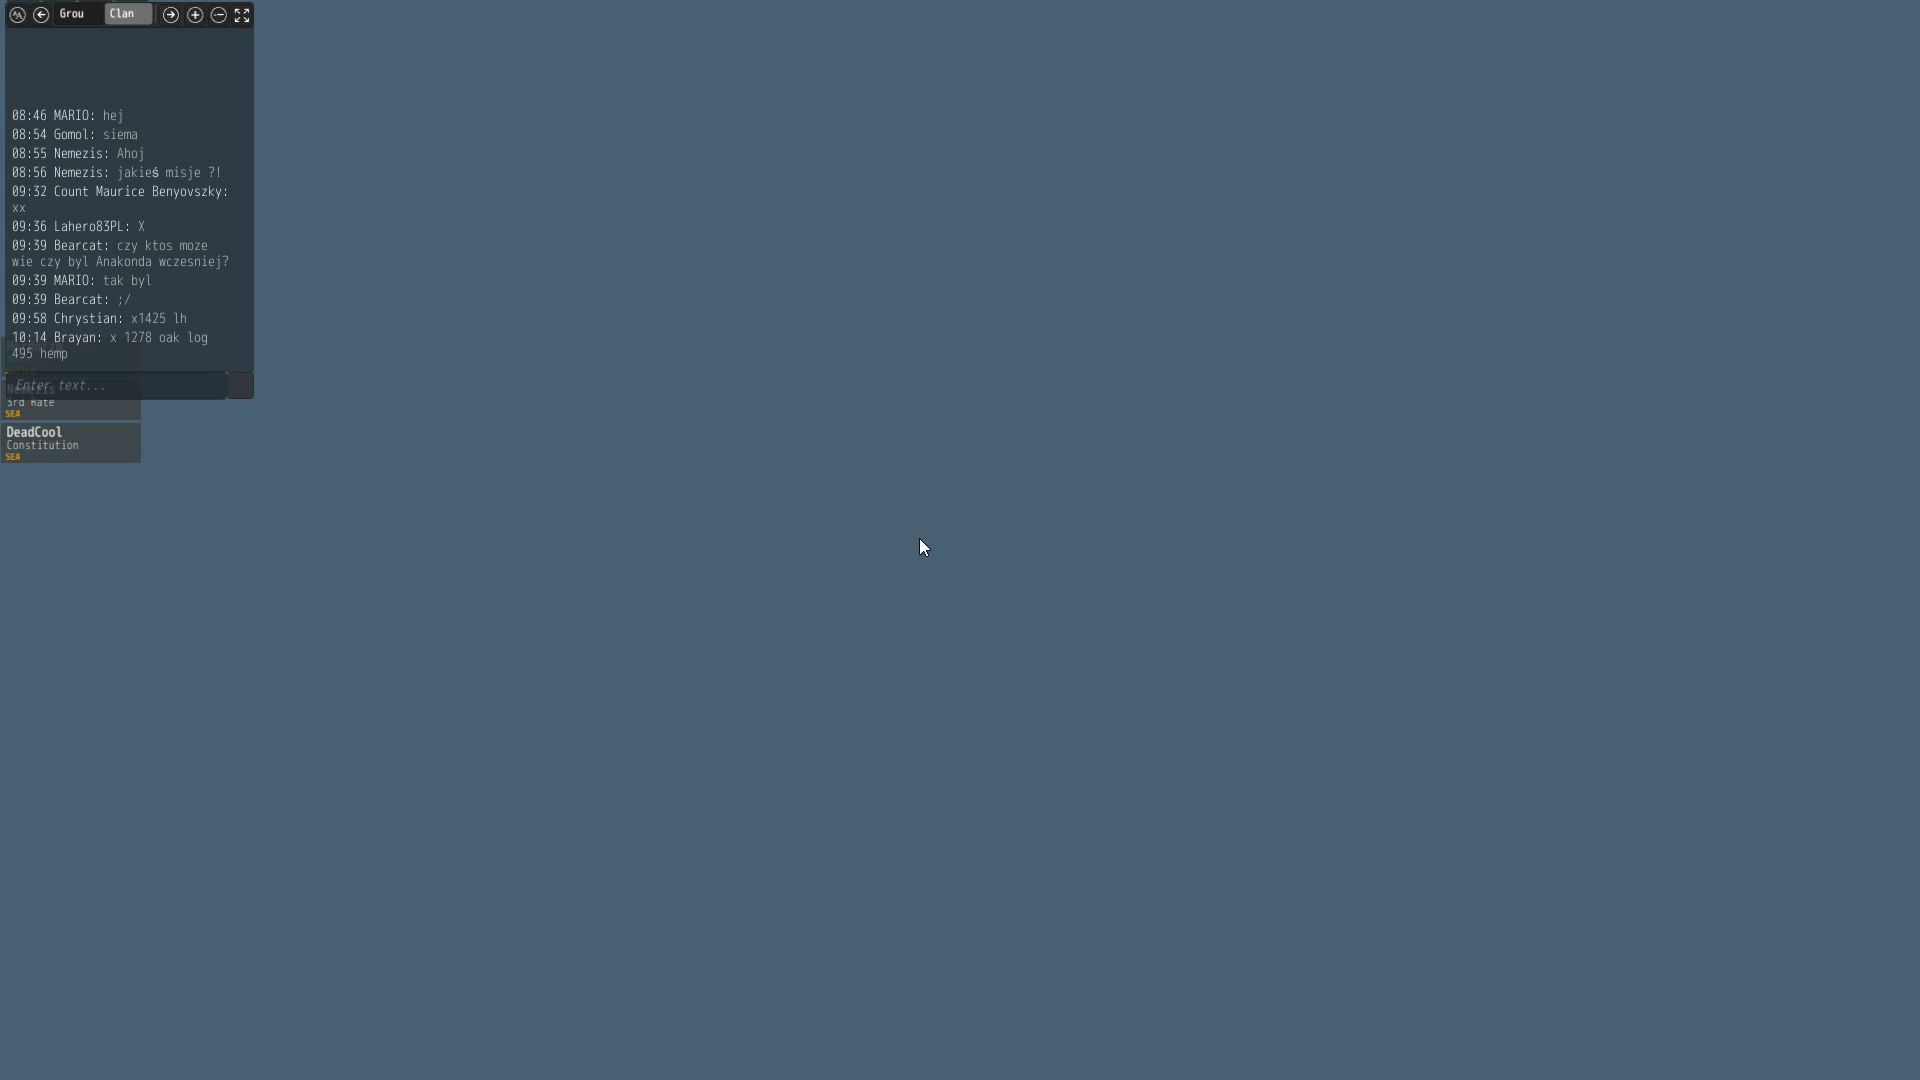 Grou Clan
08:46 MARIO: hej
08:54 Gomol: siema
08:55 Nemezis: Ahoj
08:56 Nemezis: jakieś misje ?!
09:32 Count Maurice Benyovszky:
xx
09:36 Lahero83PL: X
09:39 Bearcat: czy ktos moze
wie czy byl Anakonda wczesniej?
09:39 MARIO: tak byl
09:39 Bearcat: ;/
09:58 Chrystian: x1425 lh
10:14 Brayan: x 1278 oak log
495 hemp
Enter text...
Nemezis
3rd Rate
SEA
DeadCool
Constitution
SEA